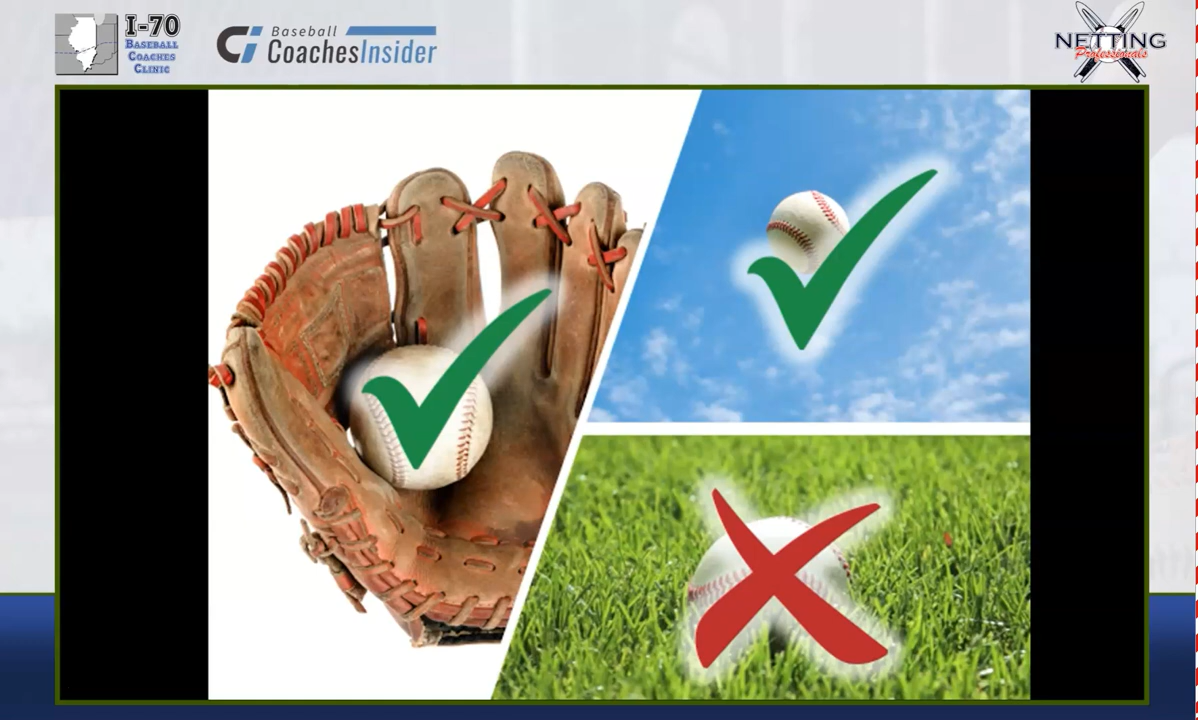 I-70
BASEBALL
COACHES
CLINIC
Baseball
CoachesInsider
NETTING
Professionals